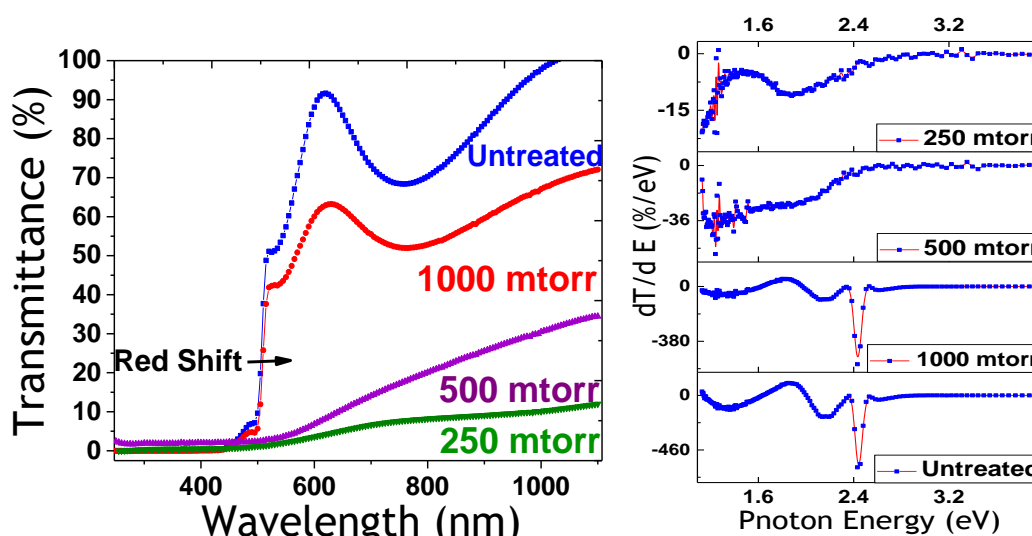 100
90
80
70
60
50
40
30
20
10
0
Transmittance (%)
Untreated
1000 mtorr
Red Shift
500 mtorr
250 mtorr
400 600 800 1000
Wavelength (nm)
1.6 2.4 3.2
0
-15
250 mtorr
0
-36
500 mtorr
0
-380
1000 mtorr
0
-460
Untreated
dT/d E (%/eV)
1.6 2.4 3.2
Pnoton Energy (eV)